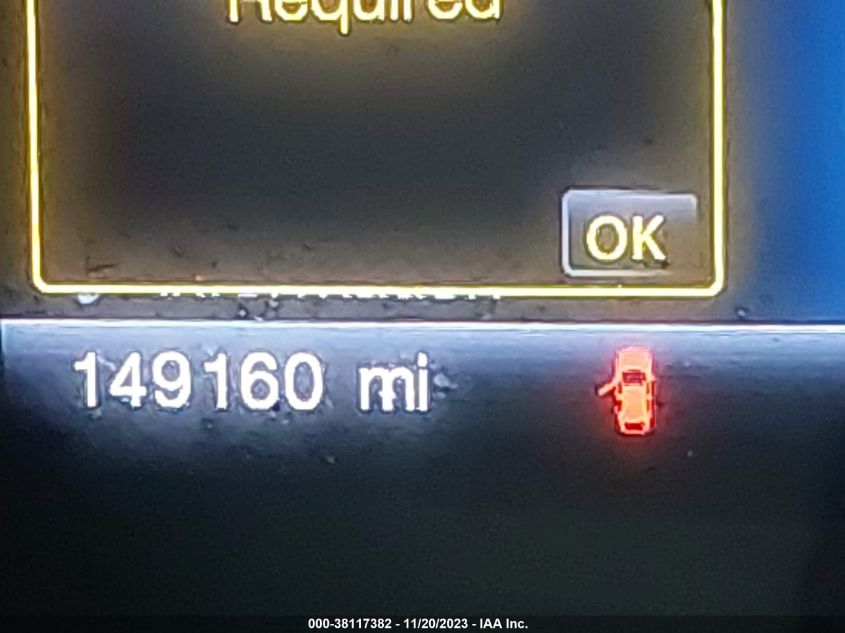 Required
OK
149160 mi
000-38117382 - 11/20/2023 - IAA Inc.